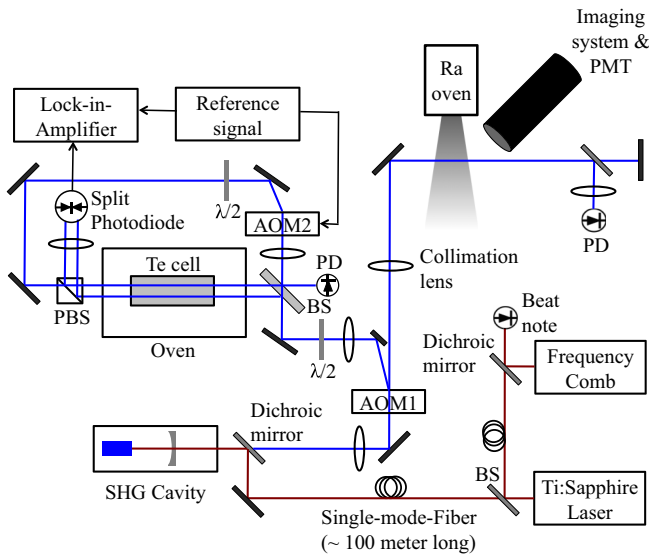 Imaging
system &
PMT
Ra
oven
Lock-in-
Amplifier
Reference
signal
Split
Photodiode
λ/2
AOM2
PD
Te cell
PD
Collimation
lens
PBS
BS
Oven
Beat
note
λ/2
Dichroic
mirror
Frequency
Comb
AOM1
Dichroic
mirror
SHG Cavity
BS
Ti:Sapphire
Laser
Single-mode-Fiber
(~ 100 meter long)